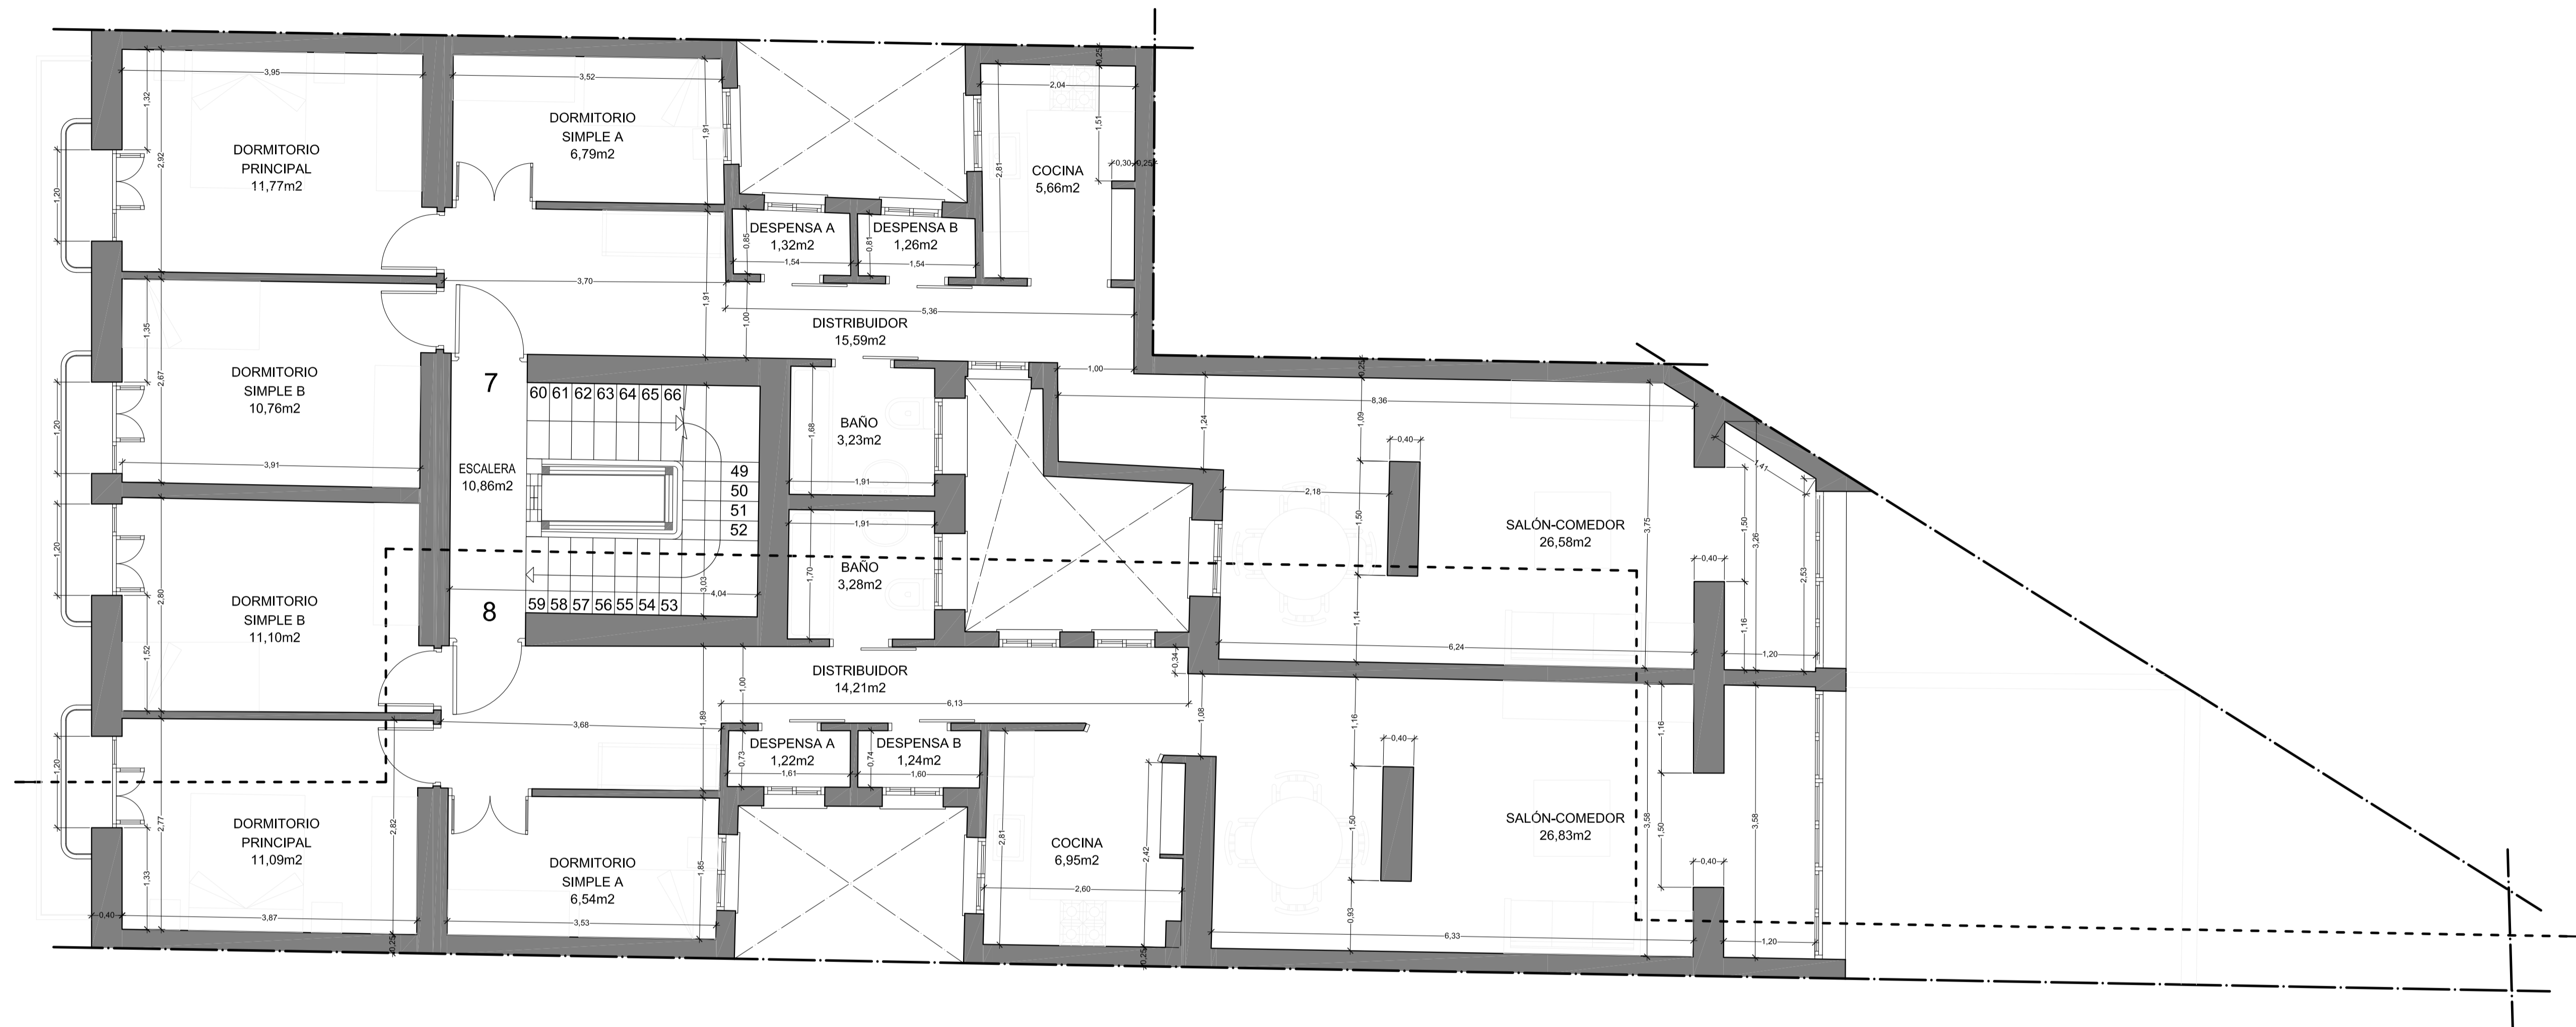 3,95
3,52
0,25
2,04
1,32
2,92
1,20
DORMITORIO
PRINCIPAL
11,77m2
DORMITORIO
SIMPLE A
6,79m2
1,91
2,81
1,51
0,30
0,25
COCINA
5,66m2
DESPENSA A
1,32m2
0,85
1,54
DESPENSA B
1,26m2
0,81
1,54
3,70
1,91
1,00
5,36
DISTRIBUIDOR
15,59m2
1,35
2,67
1,20
DORMITORIO
SIMPLE B
10,76m2
3,91
7
60 61 62 63 64 65 66
ESCALERA
10,86m2
49
50
51
52
59 58 57 56 55 54 53
8
3,03
4,04
BAÑO
3,23m2
1,68
1,91
1,91
BAÑO
3,28m2
1,70
1,00
1,24
0,25
1,09
8,36
0,40
2,18
1,50
1,14
3,75
SALÓN-COMEDOR
26,58m2
6,24
1,41
1,50
3,26
2,53
0,40
1,16
1,20
1,20
2,80
1,52
DORMITORIO
SIMPLE B
11,10m2
DISTRIBUIDOR
14,21m2
1,00
1,89
6,13
0,34
1,08
3,68
DESPENSA A
1,22m2
0,73
1,61
DESPENSA B
1,24m2
0,74
1,60
1,20
2,77
1,33
2,82
DORMITORIO
PRINCIPAL
11,09m2
0,40
3,87
0,25
DORMITORIO
SIMPLE A
6,54m2
1,85
3,53
COCINA
6,95m2
2,81
2,42
2,60
0,25
1,16
0,40
1,50
0,93
SALÓN-COMEDOR
26,83m2
3,58
1,16
1,50
3,58
0,40
6,33
1,20